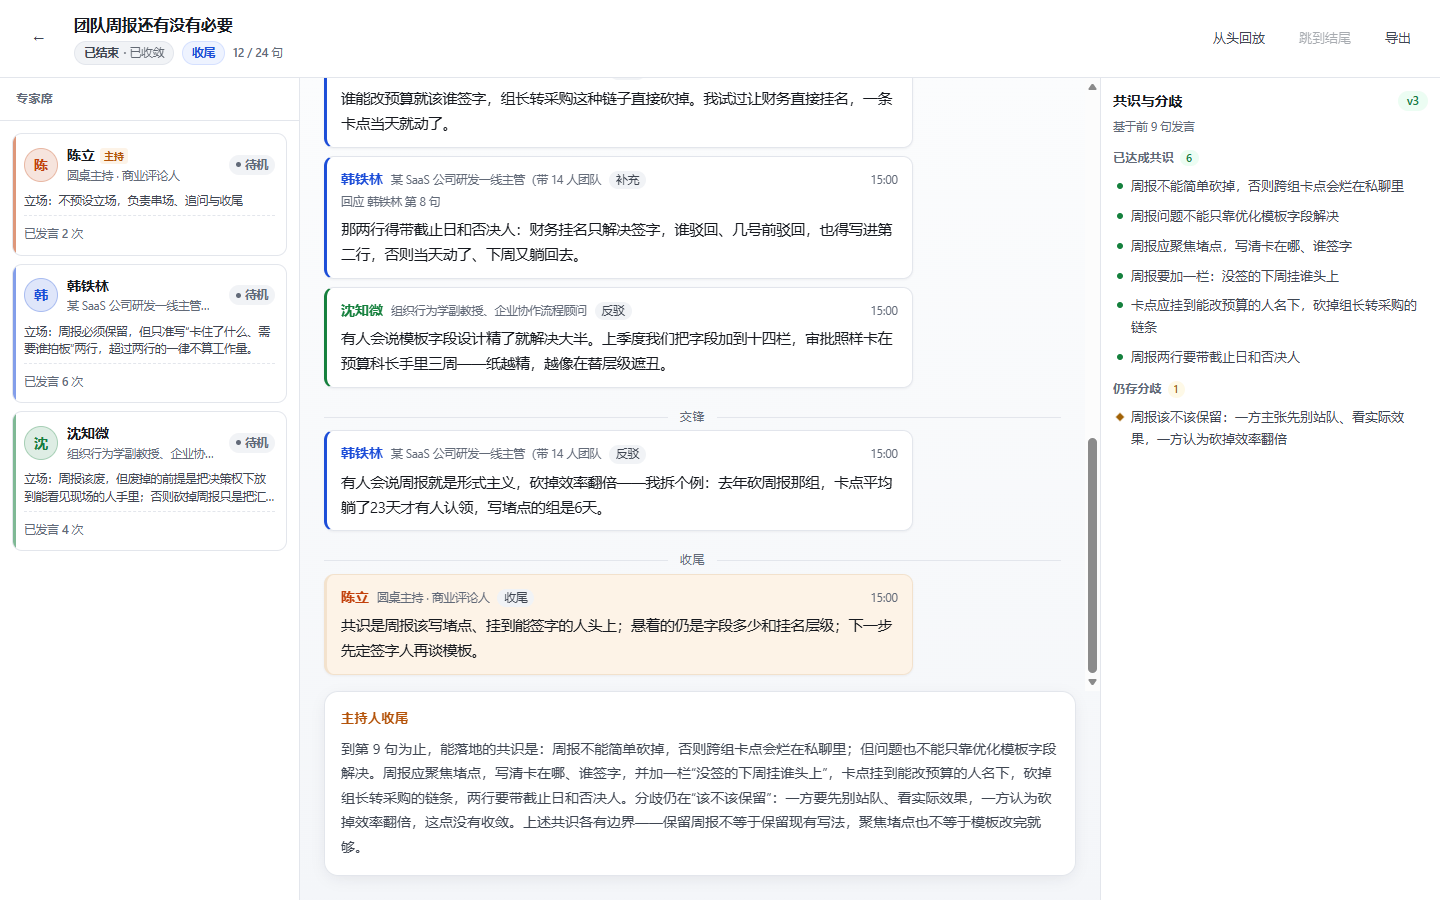 ←
团队周报还有没有必要
已结束 · 已收敛
收尾
12 / 24 句
从头回放
跳到结尾
导出
专家席
陈
陈立
主持
圆桌主持 · 商业评论人
待机
立场：不预设立场，负责串场、追问与收尾
已发言 2 次
韩
韩铁林
某 SaaS 公司研发一线主管...
待机
立场：周报必须保留，但只准写“卡住了什么、需
要谁拍板”两行，超过两行的一律不算工作量。
已发言 6 次
沈
沈知微
组织行为学副教授、企业协...
待机
立场：周报该废，但废掉的前提是把决策权下放
到能看见现场的人手里；否则砍掉周报只是把汇...
已发言 4 次
谁能改预算就该谁签字，组长转采购这种链子直接砍掉。我试过让财务直接挂名，一条
卡点当天就动了。
韩铁林 某 SaaS 公司研发一线主管（带 14 人团队 补充 15:00
回应 韩铁林 第 8 句
那两行得带截止日和否决人：财务挂名只解决签字，谁驳回、几号前驳回，也得写进第
二行，否则当天动了、下周又躺回去。
沈知微 组织行为学副教授、企业协作流程顾问 反驳 15:00
有人会说模板字段设计精了就解决大半。上季度我们把字段加到十四栏，审批照样卡在
预算科长手里三周——纸越精，越像在替层级遮丑。
交锋
韩铁林 某 SaaS 公司研发一线主管（带 14 人团队 反驳 15:00
有人会说周报就是形式主义，砍掉效率翻倍——我拆个例：去年砍周报那组，卡点平均
躺了23天才有人认领，写堵点的组是6天。
收尾
陈立 圆桌主持 · 商业评论人 收尾 15:00
共识是周报该写堵点、挂到能签字的人头上；悬着的仍是字段多少和挂名层级；下一步
先定签字人再谈模板。
主持人收尾
到第 9 句为止，能落地的共识是：周报不能简单砍掉，否则跨组卡点会烂在私聊里；但问题也不能只靠优化模板字段
解决。周报应聚焦堵点，写清卡在哪、谁签字，并加一栏“没签的下周挂谁头上”，卡点挂到能改预算的人名下，砍掉
组长转采购的链条，两行要带截止日和否决人。分歧仍在“该不该保留”：一方要先别站队、看实际效果，一方认为砍
掉效率翻倍，这点没有收敛。上述共识各有边界——保留周报不等于保留现有写法，聚焦堵点也不等于模板改完就
够。
共识与分歧
v3
基于前 9 句发言
已达成共识 6
周报不能简单砍掉，否则跨组卡点会烂在私聊里
周报问题不能只靠优化模板字段解决
周报应聚焦堵点，写清卡在哪、谁签字
周报要加一栏：没签的下周挂谁头上
卡点应挂到能改预算的人名下，砍掉组长转采购的
链条
周报两行要带截止日和否决人
仍存分歧 1
周报该不该保留：一方主张先别站队、看实际效
果，一方认为砍掉效率翻倍